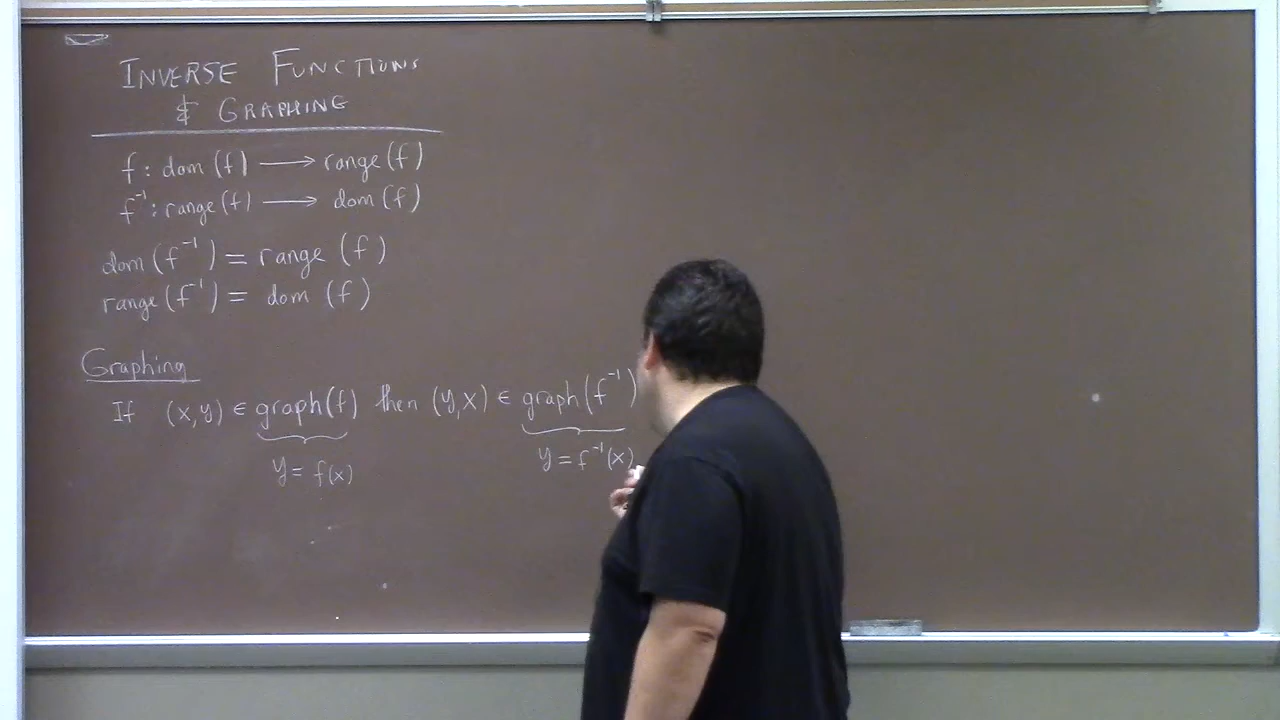 INVERSE FUNCTIONS
& GRAPHING
f : dom (f) ⟶ range (f)
f⁻¹ : range (f) ⟶ dom (f)
dom (f⁻¹) = range (f)
range (f⁻¹) = dom (f)
Graphing
If (x,y) ∈ graph(f) then (y,x) ∈ graph(f⁻¹)
y = f(x) y = f⁻¹(x)